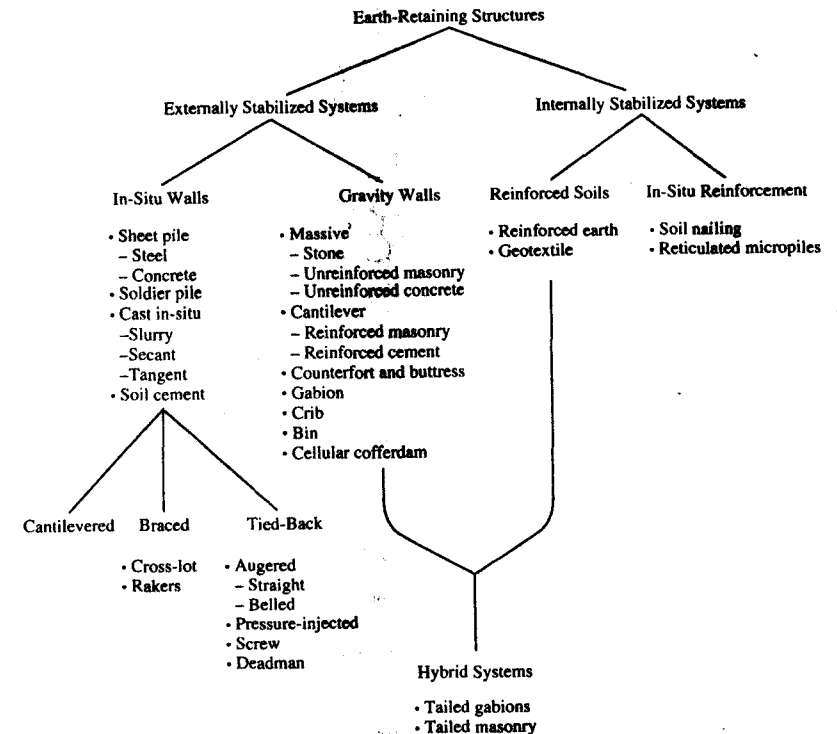 Earth-Retaining Structures
Externally Stabilized Systems
Internally Stabilized Systems
In-Situ Walls
• Sheet pile
– Steel
– Concrete
• Soldier pile
• Cast in-situ
–Slurry
–Secant
–Tangent
• Soil cement
Gravity Walls
• Massive
– Stone
– Unreinforced masonry
– Unreinforced concrete
• Cantilever
– Reinforced masonry
– Reinforced cement
• Counterfort and buttress
• Gabion
• Crib
• Bin
• Cellular cofferdam
Reinforced Soils
• Reinforced earth
• Geotextile
In-Situ Reinforcement
• Soil nailing
• Reticulated micropiles
Cantilevered
Braced
• Cross-lot
• Rakers
Tied-Back
• Augered
– Straight
– Belled
• Pressure-injected
• Screw
• Deadman
Hybrid Systems
• Tailed gabions
• Tailed masonry